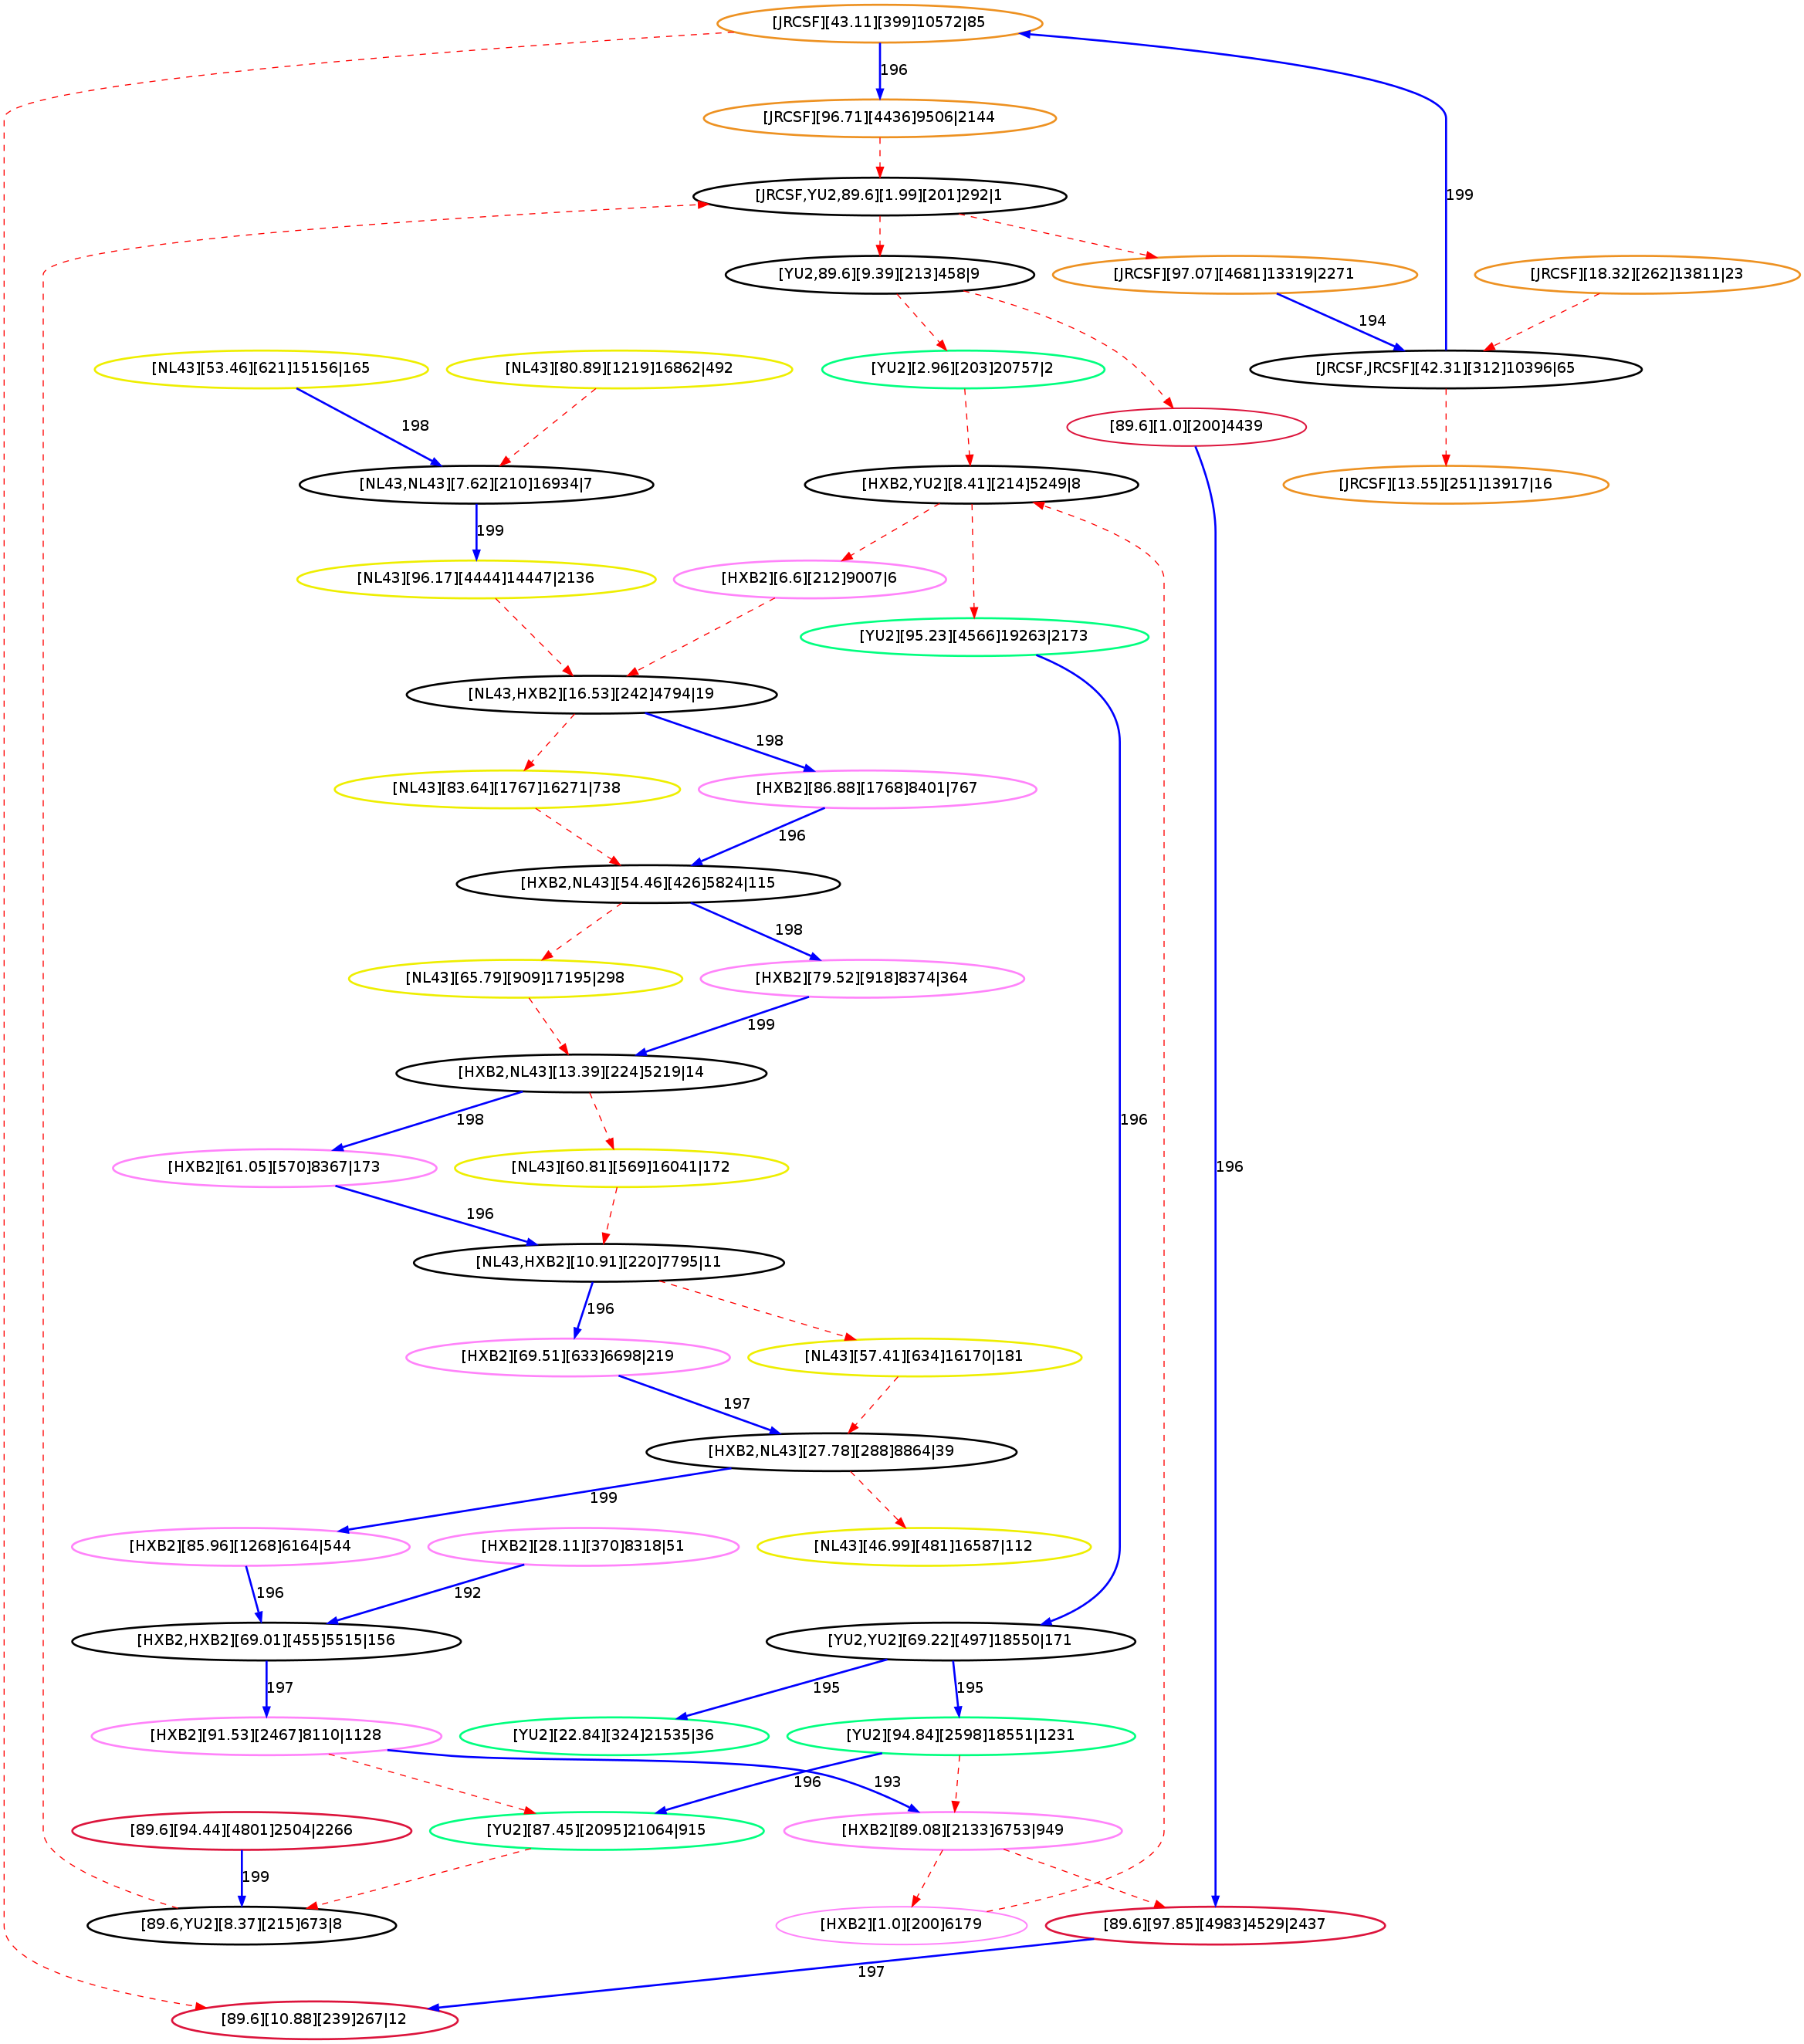 [JRCSF][43.11][399]10572|85
196
[JRCSF][96.71][4436]9506|2144
[JRCSF,YU2,89.6][1.99][201]292|1
199
[YU2,89.6][9.39][213]458|9
[JRCSF][97.07][4681]13319|2271
[JRCSF][18.32][262]13811|23
194
[NL43][53.46][621]15156|165
[NL43][80.89][1219]16862|492
[YU2][2.96][203]20757|2
[JRCSF,JRCSF][42.31][312]10396|65
198
[89.6][1.0][200]4439
[NL43,NL43][7.62][210]16934|7
[HXB2,YU2][8.41][214]5249|8
[JRCSF][13.55][251]13917|16
199
[NL43][96.17][4444]14447|2136
[HXB2][6.6][212]9007|6
[YU2][95.23][4566]19263|2173
[NL43,HXB2][16.53][242]4794|19
198
[NL43][83.64][1767]16271|738
[HXB2][86.88][1768]8401|767
196
[HXB2,NL43][54.46][426]5824|115
198
[NL43][65.79][909]17195|298
[HXB2][79.52][918]8374|364
199
[HXB2,NL43][13.39][224]5219|14
198
196
[HXB2][61.05][570]8367|173
[NL43][60.81][569]16041|172
196
196
[NL43,HXB2][10.91][220]7795|11
196
[HXB2][69.51][633]6698|219
[NL43][57.41][634]16170|181
197
[HXB2,NL43][27.78][288]8864|39
199
[HXB2][85.96][1268]6164|544
[HXB2][28.11][370]8318|51
[NL43][46.99][481]16587|112
196
192
[HXB2,HXB2][69.01][455]5515|156
[YU2,YU2][69.22][497]18550|171
197
195
195
[HXB2][91.53][2467]8110|1128
[YU2][22.84][324]21535|36
[YU2][94.84][2598]18551|1231
196
193
[89.6][94.44][4801]2504|2266
[YU2][87.45][2095]21064|915
[HXB2][89.08][2133]6753|949
199
[89.6,YU2][8.37][215]673|8
[HXB2][1.0][200]6179
[89.6][97.85][4983]4529|2437
197
[89.6][10.88][239]267|12